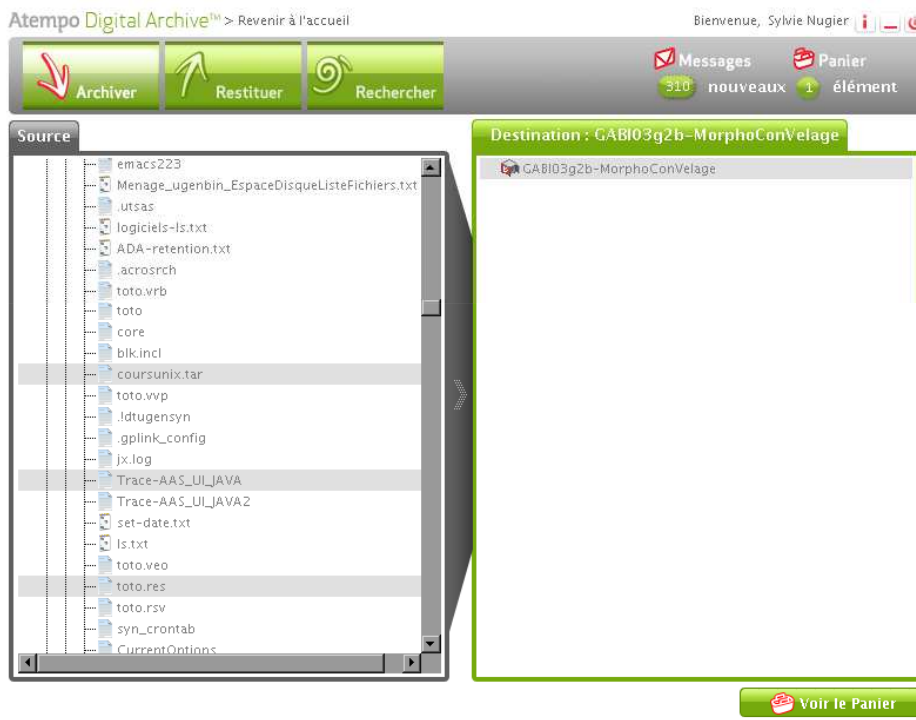 Atempo Digital Archive™ > Revenir à l'accueil
Bienvenue, Sylvie Nugier
Archiver
Restituer
Rechercher
Messages
310 nouveaux
Panier
1 élément
Source
emacs223
Menage_ugenbin_EspaceDisqueListeFichiers.txt
.utsas
logiciels-ls.txt
ADA-retention.txt
.acrosrch
toto.vrb
toto
core
blk.incl
coursunix.tar
toto.vvp
.!dtugensyn
.gplink_config
jx.log
Trace-AAS_UI_JAVA
Trace-AAS_UI_JAVA2
set-date.txt
ls.txt
toto.veo
toto.res
toto.rsv
syn_crontab
CurrentOptions
Destination : GABI03g2b-MorphoConVelage
GABI03g2b-MorphoConVelage
Voir le Panier